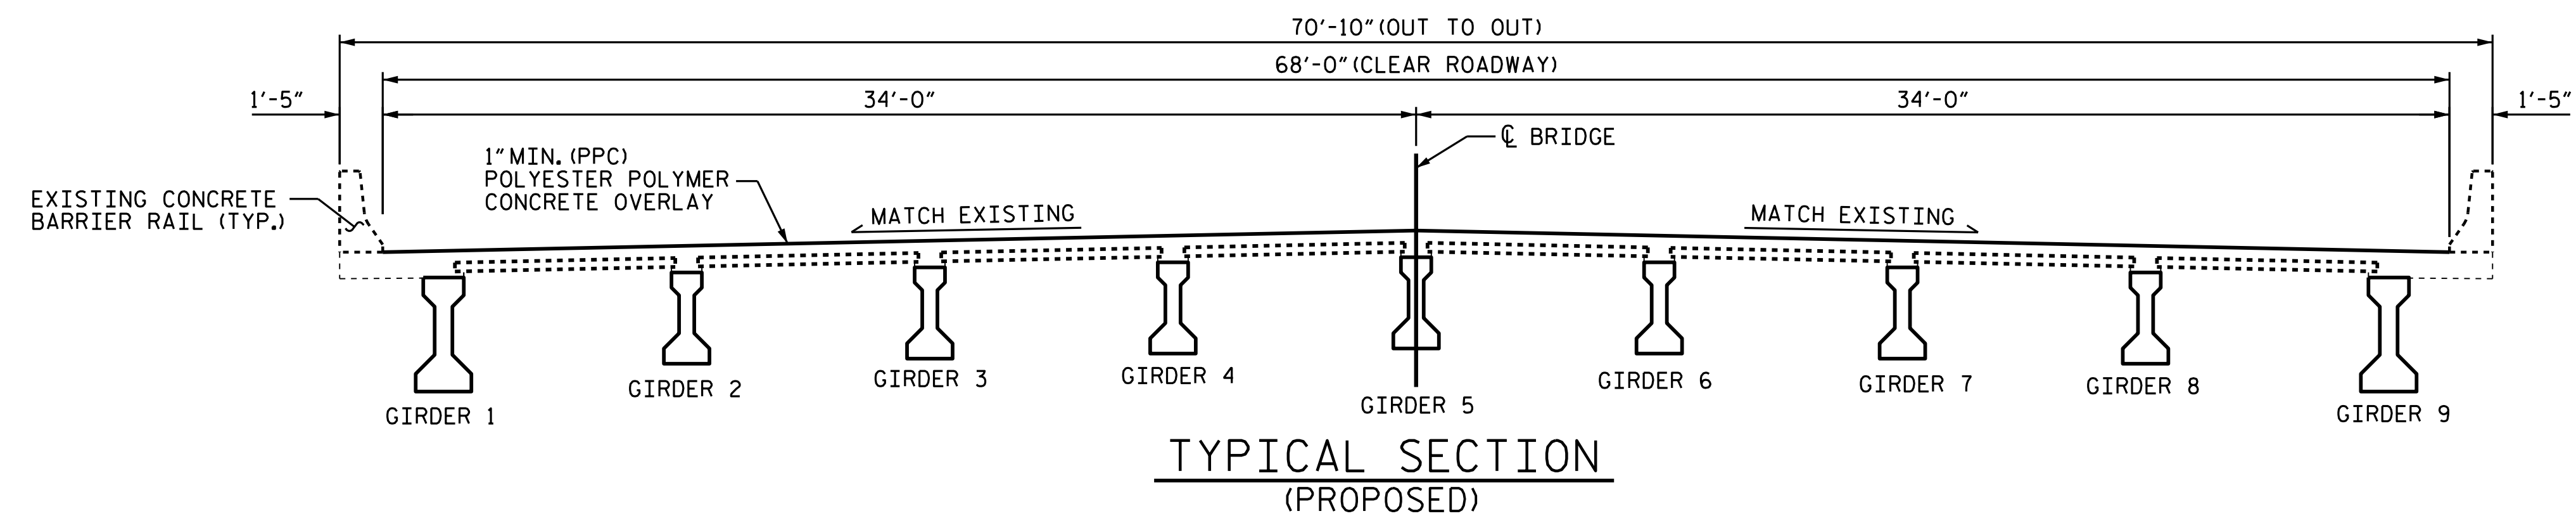 70'-10" (OUT TO OUT)
68'-0" (CLEAR ROADWAY)
1'-5"
34'-0"
34'-0"
1'-5"
℄ BRIDGE
1" MIN. (PPC)
POLYESTER POLYMER
CONCRETE OVERLAY
EXISTING CONCRETE
BARRIER RAIL (TYP.)
MATCH EXISTING
MATCH EXISTING
GIRDER 1
GIRDER 2
GIRDER 3
GIRDER 4
GIRDER 5
GIRDER 6
GIRDER 7
GIRDER 8
GIRDER 9
TYPICAL SECTION
(PROPOSED)